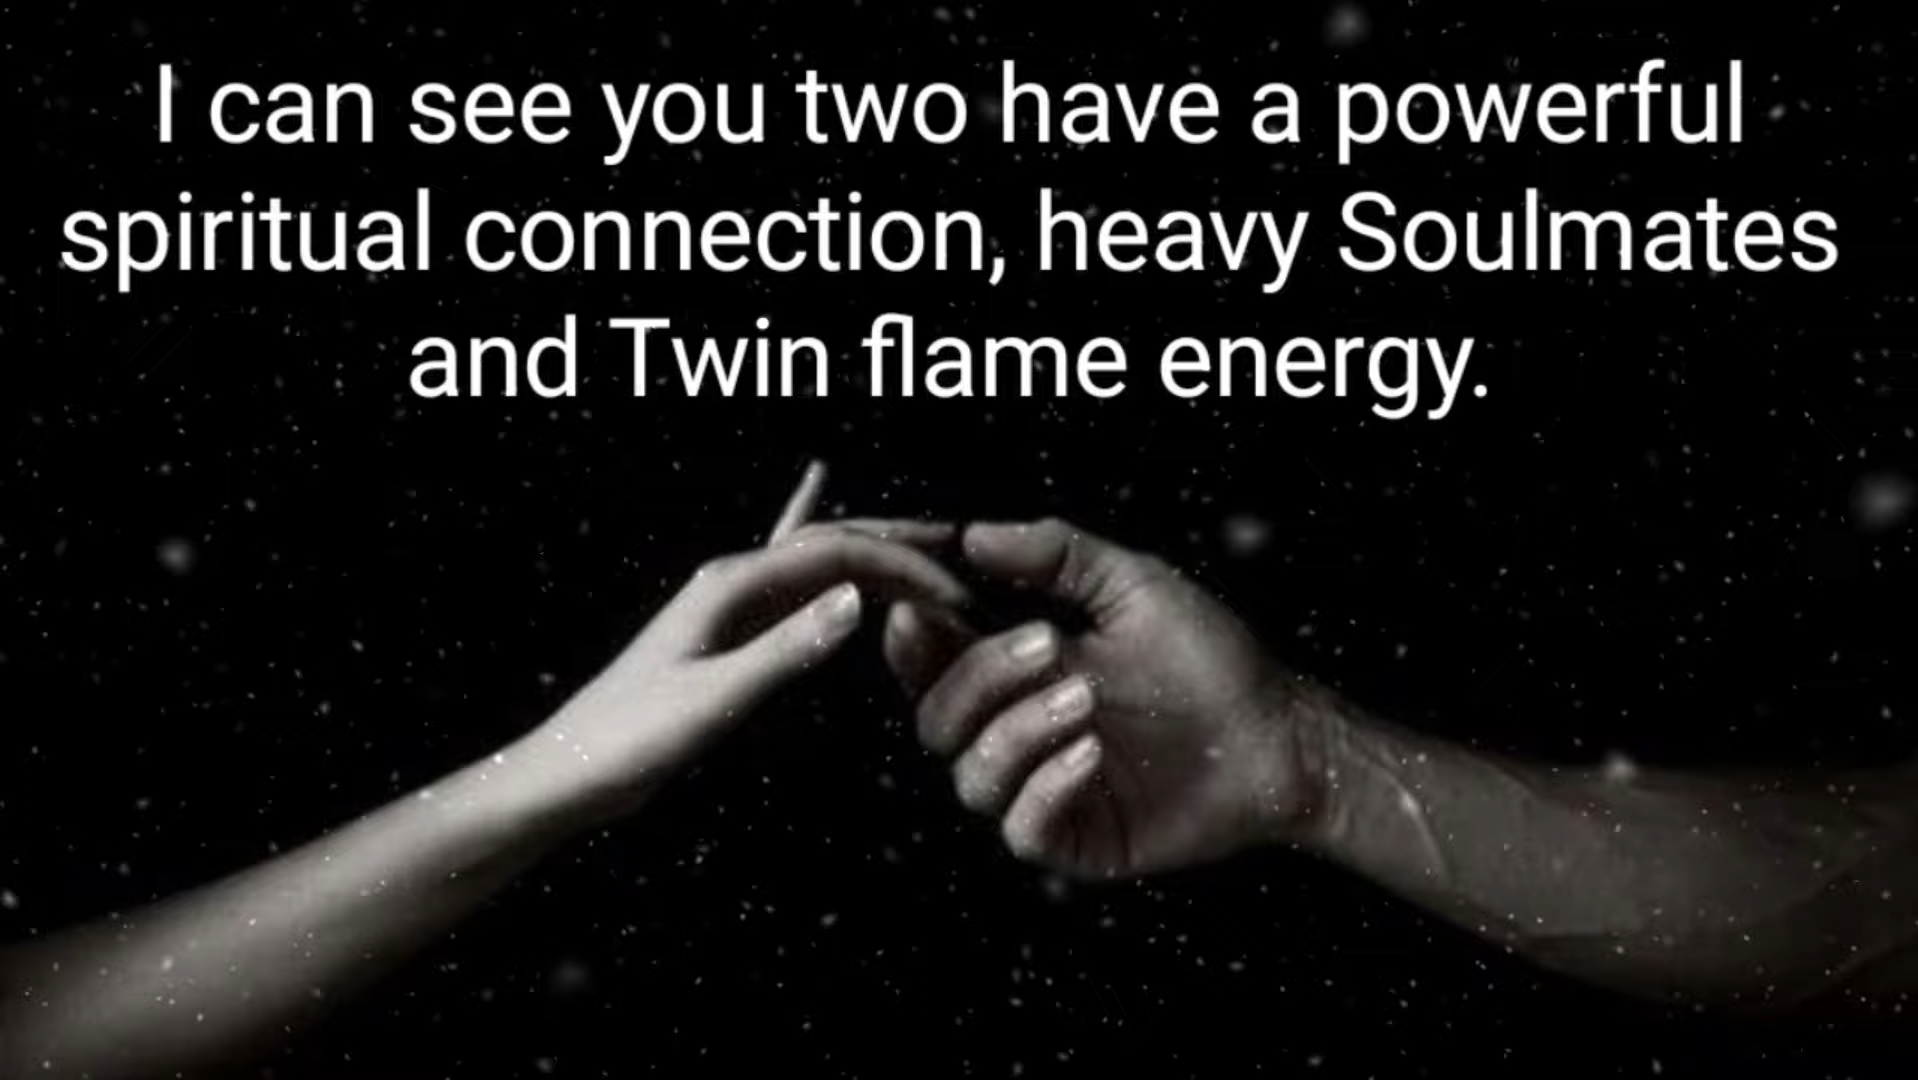 I can see you two have a powerful
spiritual connection, heavy Soulmates
and Twin flame energy.